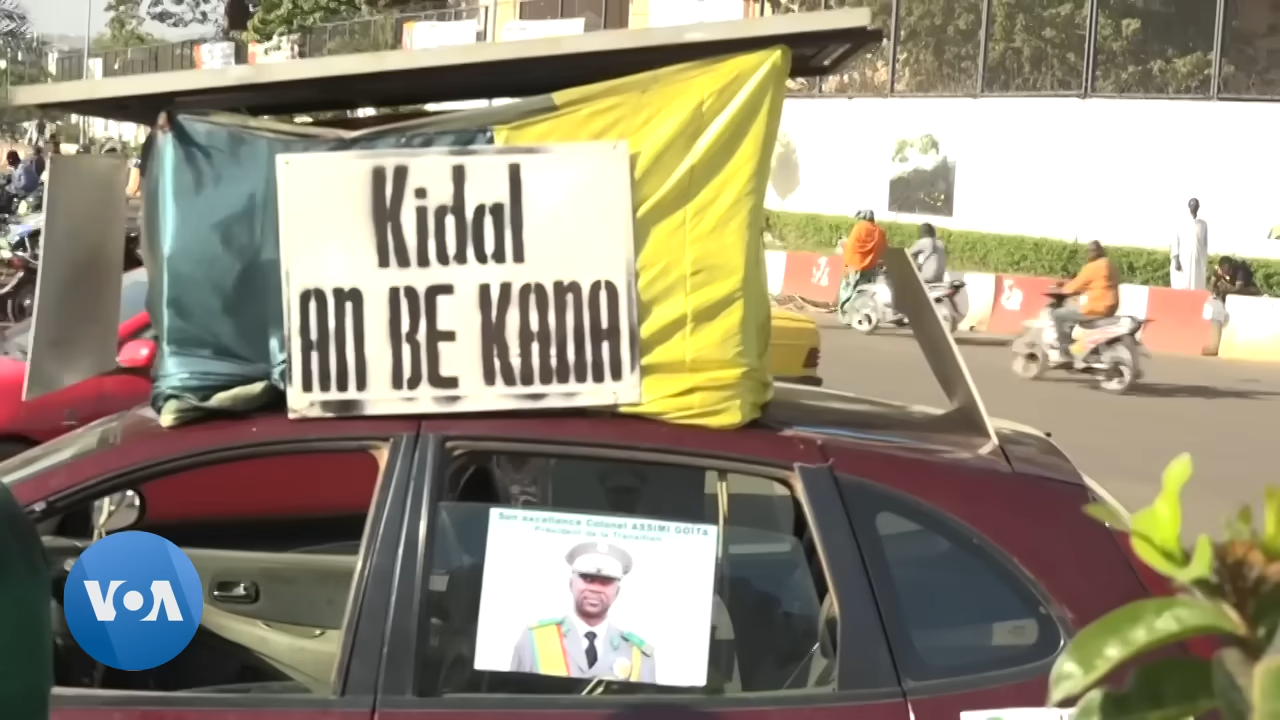 Kidal
AN BE KANA
Son excellence Colonel ASSIMI GOITA
Président de la Transition
VOA